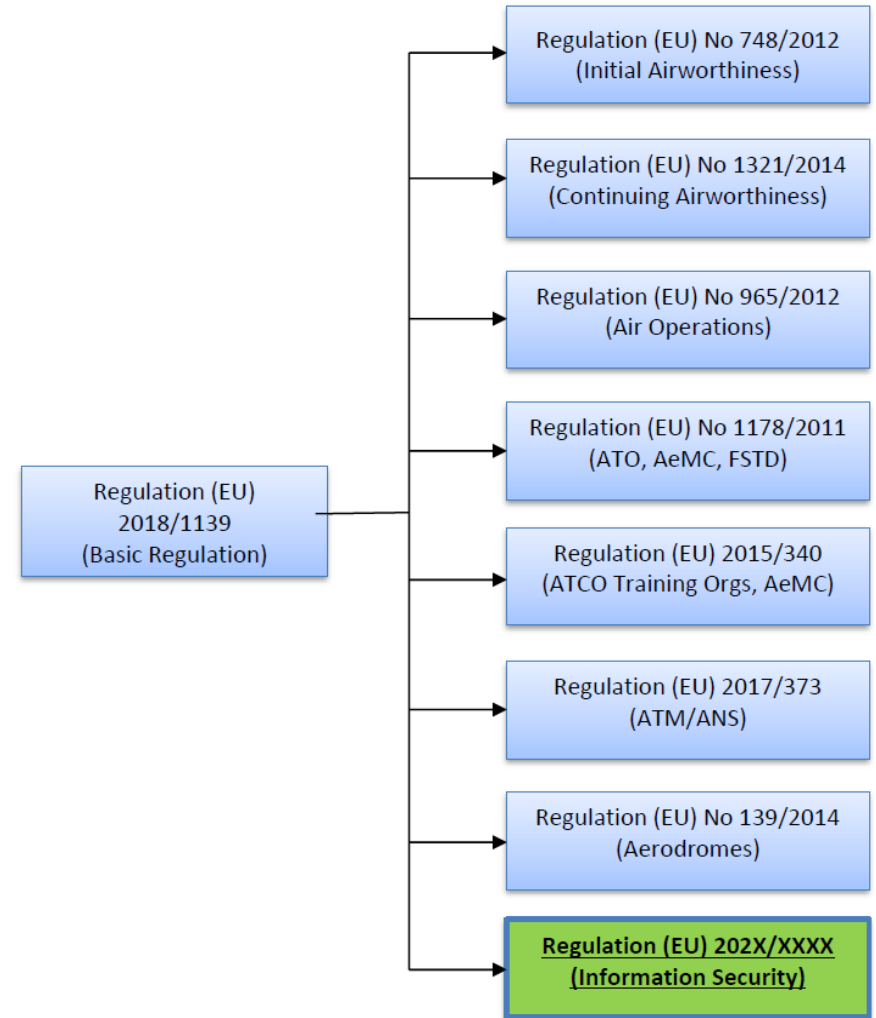 Regulation (EU) No 748/2012
(Initial Airworthiness)
Regulation (EU) No 1321/2014
(Continuing Airworthiness)
Regulation (EU) No 965/2012
(Air Operations)
Regulation (EU) No 1178/2011
(ATO, AeMC, FSTD)
Regulation (EU)
2018/1139
(Basic Regulation)
Regulation (EU) 2015/340
(ATCO Training Orgs, AeMC)
Regulation (EU) 2017/373
(ATM/ANS)
Regulation (EU) No 139/2014
(Aerodromes)
Regulation (EU) 202X/XXXX
(Information Security)